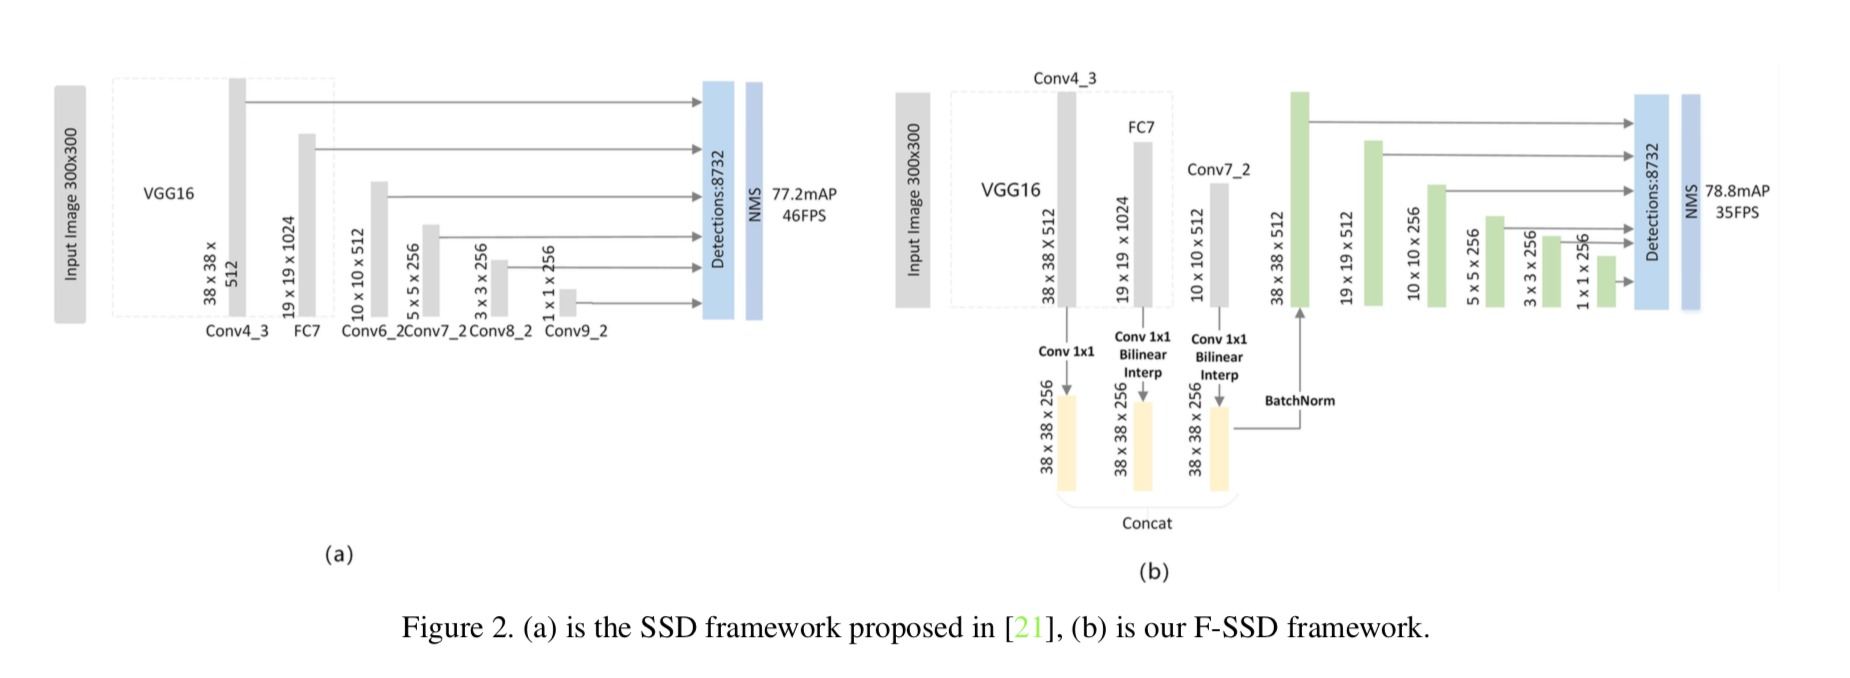 Input Image 300x300
VGG16
38 x 38 x
512
Conv4_3
19 x 19 x 1024
FC7
10 x 10 x 512
Conv6_2
5 x 5 x 256
Conv7_2
3 x 3 x 256
Conv8_2
1 x 1 x 256
Conv9_2
Detections:8732
NMS
77.2mAP
46FPS
(a)
Input Image 300x300
VGG16
Conv4_3
38 x 38 X 512
FC7
19 x 19 x 1024
Conv7_2
10 x 10 x 512
Conv 1x1
Conv 1x1
Bilinear
Interp
Conv 1x1
Bilinear
Interp
38 x 38 x 256
38 x 38 x 256
38 x 38 x 256
Concat
BatchNorm
38 x 38 x 512
19 x 19 x 512
10 x 10 x 256
5 x 5 x 256
3 x 3 x 256
1 x 1 x 256
Detections:8732
NMS
78.8mAP
35FPS
(b)
Figure 2. (a) is the SSD framework proposed in [21], (b) is our F-SSD framework.